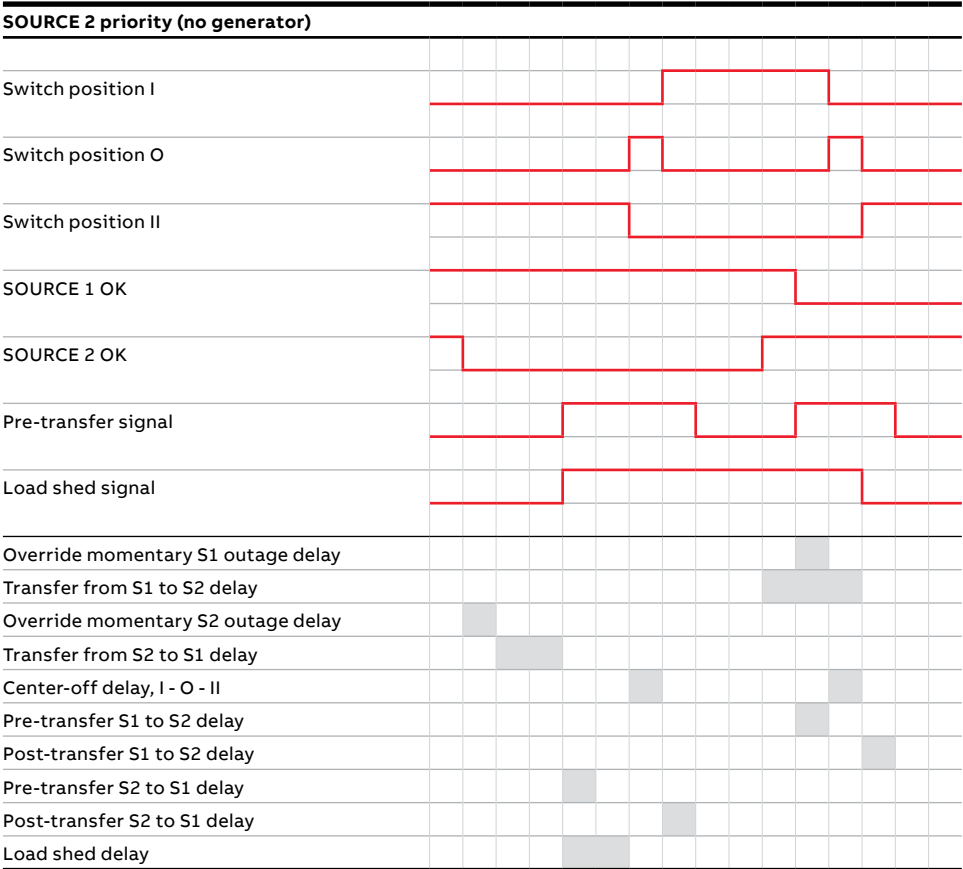 SOURCE 2 priority (no generator)
Switch position I
Switch position O
Switch position II
SOURCE 1 OK
SOURCE 2 OK
Pre-transfer signal
Load shed signal
Override momentary S1 outage delay
Transfer from S1 to S2 delay
Override momentary S2 outage delay
Transfer from S2 to S1 delay
Center-off delay, I - O - II
Pre-transfer S1 to S2 delay
Post-transfer S1 to S2 delay
Pre-transfer S2 to S1 delay
Post-transfer S2 to S1 delay
Load shed delay